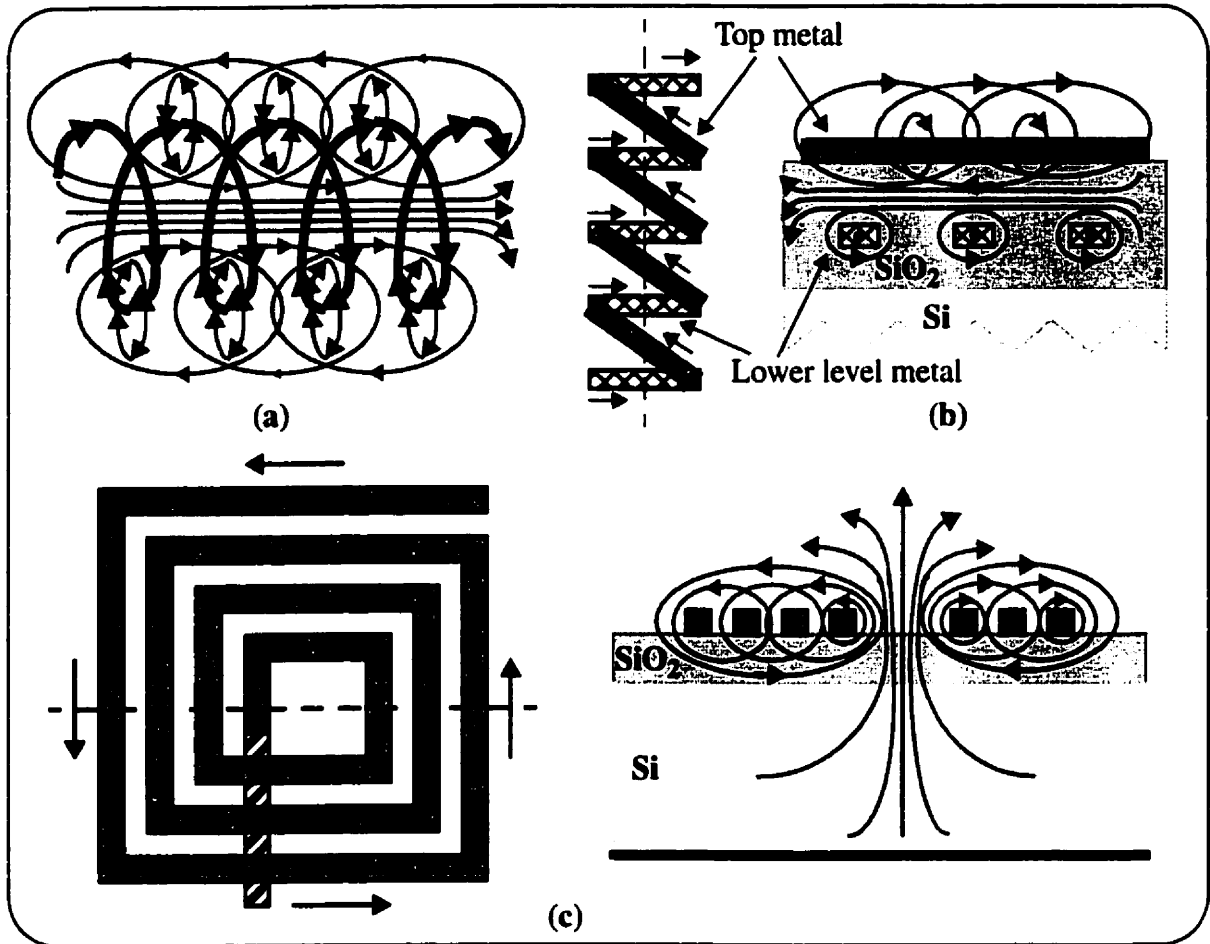 Top metal
SiO₂
Si
Lower level metal
(a)
(b)
SiO₂
Si
(c)